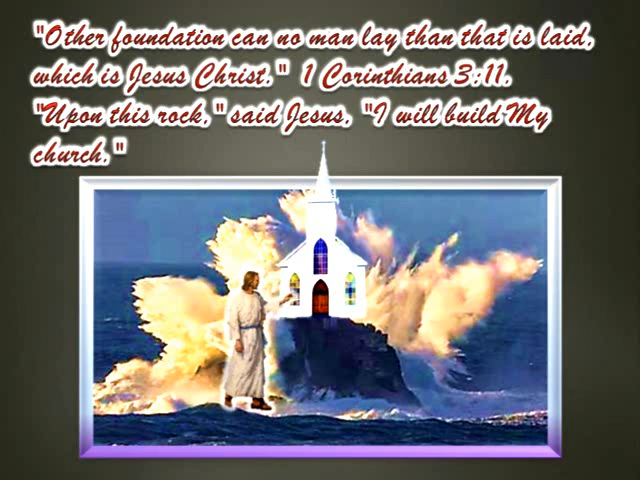 "Other foundation can no man lay than that is laid,
which is Jesus Christ." 1 Corinthians 3:11.
"Upon this rock," said Jesus, "I will build My
church."